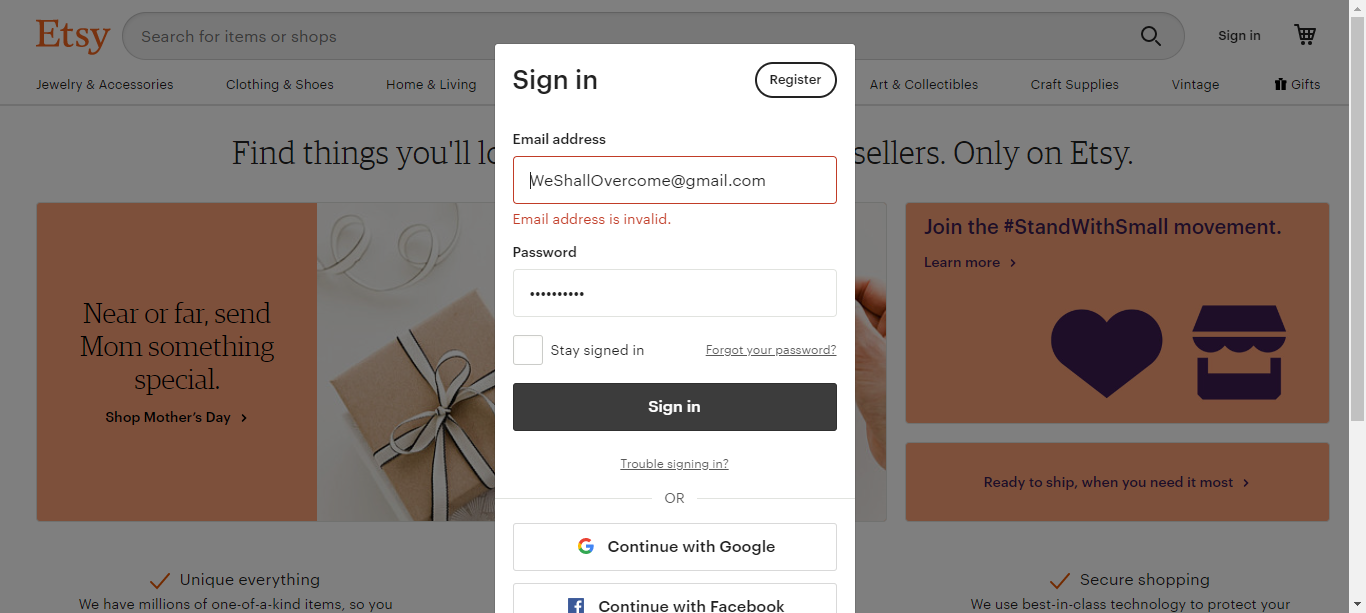 Etsy
Search for items or shops
Sign in
Jewelry & Accessories
Clothing & Shoes
Home & Living
Art & Collectibles
Craft Supplies
Vintage
Gifts
Find things you'll lo
sellers. Only on Etsy.
Near or far, send
Mom something
special.
Shop Mother's Day
Sign in
Register
Email address
WeShallOvercome@gmail.com
Email address is invalid.
Password
••••••••••
Stay signed in
Forgot your password?
Sign in
Trouble signing in?
OR
Continue with Google
Continue with Facebook
Join the #StandWithSmall movement.
Learn more
Ready to ship, when you need it most
Unique everything
We have millions of one-of-a-kind items, so you
Secure shopping
We use best-in-class technology to protect your